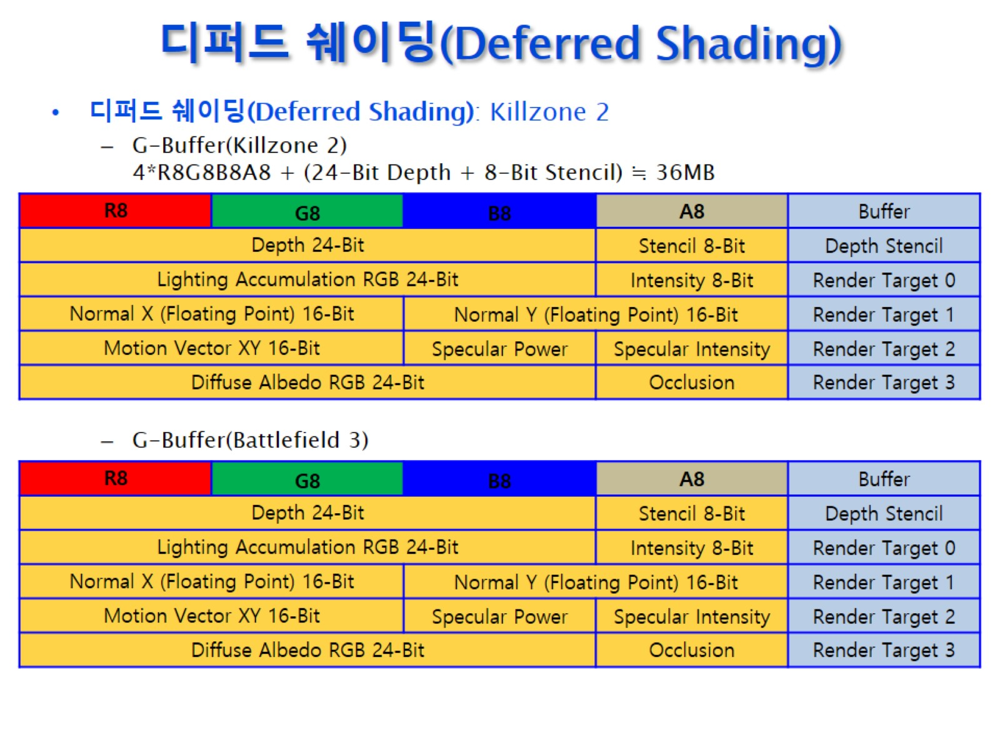 디퍼드 쉐이딩(Deferred Shading)
• 디퍼드 쉐이딩(Deferred Shading): Killzone 2
– G-Buffer(Killzone 2)
4*R8G8B8A8 + (24-Bit Depth + 8-Bit Stencil) ≒ 36MB
R8 G8 B8 A8 Buffer
Depth 24-Bit Stencil 8-Bit Depth Stencil
Lighting Accumulation RGB 24-Bit Intensity 8-Bit Render Target 0
Normal X (Floating Point) 16-Bit Normal Y (Floating Point) 16-Bit Render Target 1
Motion Vector XY 16-Bit Specular Power Specular Intensity Render Target 2
Diffuse Albedo RGB 24-Bit Occlusion Render Target 3
– G-Buffer(Battlefield 3)
R8 G8 B8 A8 Buffer
Depth 24-Bit Stencil 8-Bit Depth Stencil
Lighting Accumulation RGB 24-Bit Intensity 8-Bit Render Target 0
Normal X (Floating Point) 16-Bit Normal Y (Floating Point) 16-Bit Render Target 1
Motion Vector XY 16-Bit Specular Power Specular Intensity Render Target 2
Diffuse Albedo RGB 24-Bit Occlusion Render Target 3